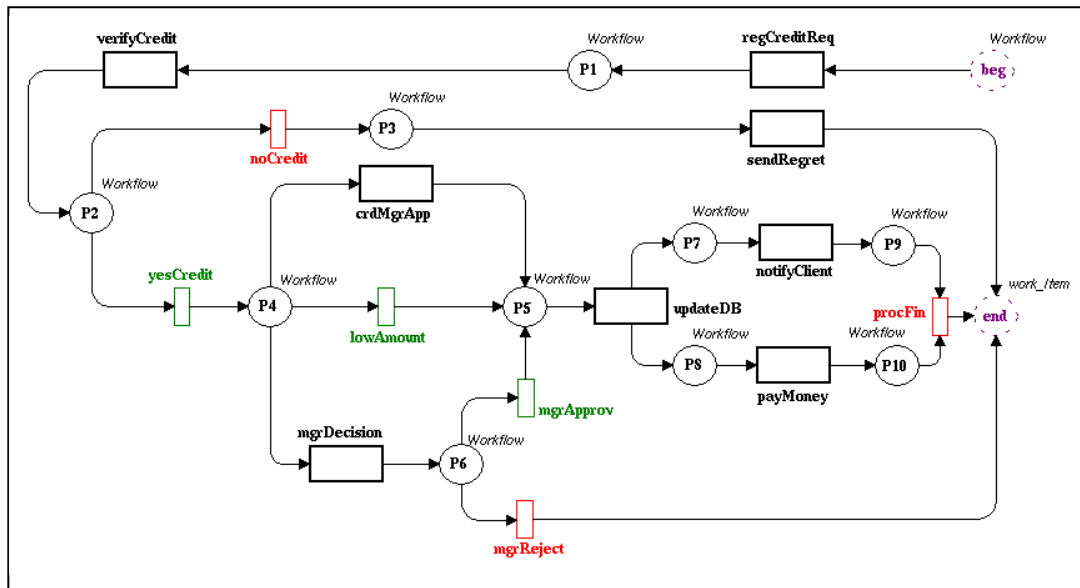 verifyCredit
Workflow
regCreditReq
Workflow
P1
beg
Workflow
Workflow
P3
noCredit
sendRegret
P2
crdMgrApp
Workflow
Workflow
P7
P9
yesCredit
notifyClient
Workflow
Workflow
work_Item
P4
P5
updateDB
procFin
end
lowAmount
Workflow
Workflow
P8
P10
mgrApprov
payMoney
mgrDecision
Workflow
P6
mgrReject